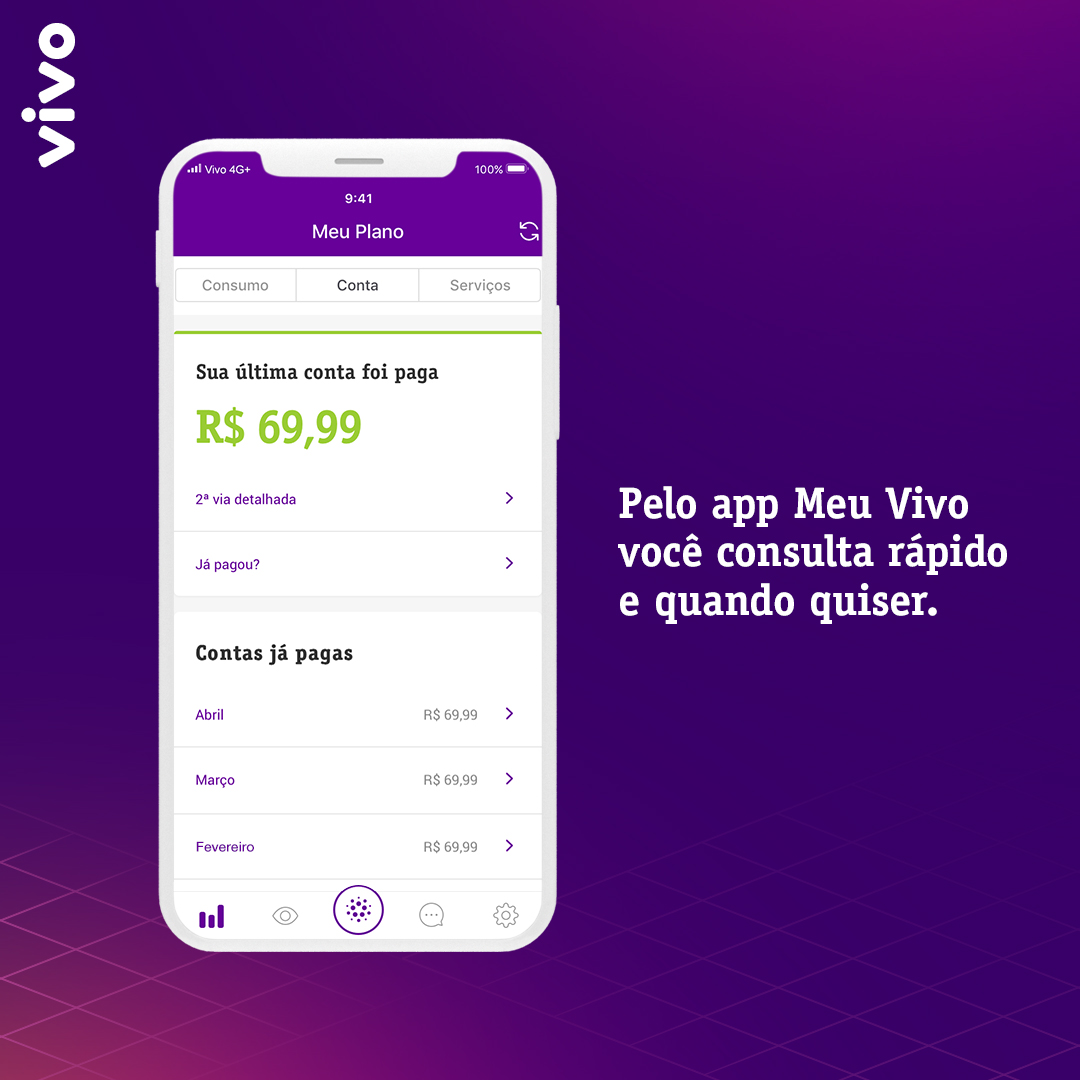 vivo
Vivo 4G+
100%
9:41
Meu Plano
Consumo
Conta
Serviços
Sua última conta foi paga
R$ 69,99
2ª via detalhada
Já pagou?
Contas já pagas
Abril R$ 69,99
Março R$ 69,99
Fevereiro R$ 69,99
Pelo app Meu Vivo
você consulta rápido
e quando quiser.